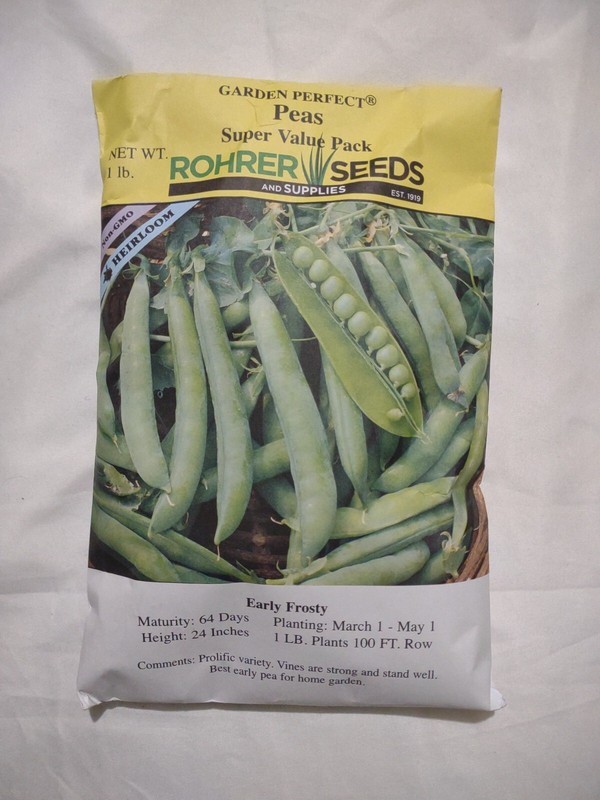 GARDEN PERFECT®
Peas
Super Value Pack
NET WT.
1 lb.
ROHRER SEEDS
AND SUPPLIES
EST. 1919
Non-GMO
HEIRLOOM
Early Frosty
Maturity: 64 Days
Height: 24 Inches
Planting: March 1 - May 1
1 LB. Plants 100 FT. Row
Comments: Prolific variety. Vines are strong and stand well.
Best early pea for home garden.